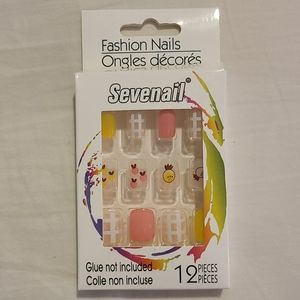 Fashion Nails
Ongles décorés
Sevenail®
Glue not included
Colle non incluse
12 PIECES
PIÈCES